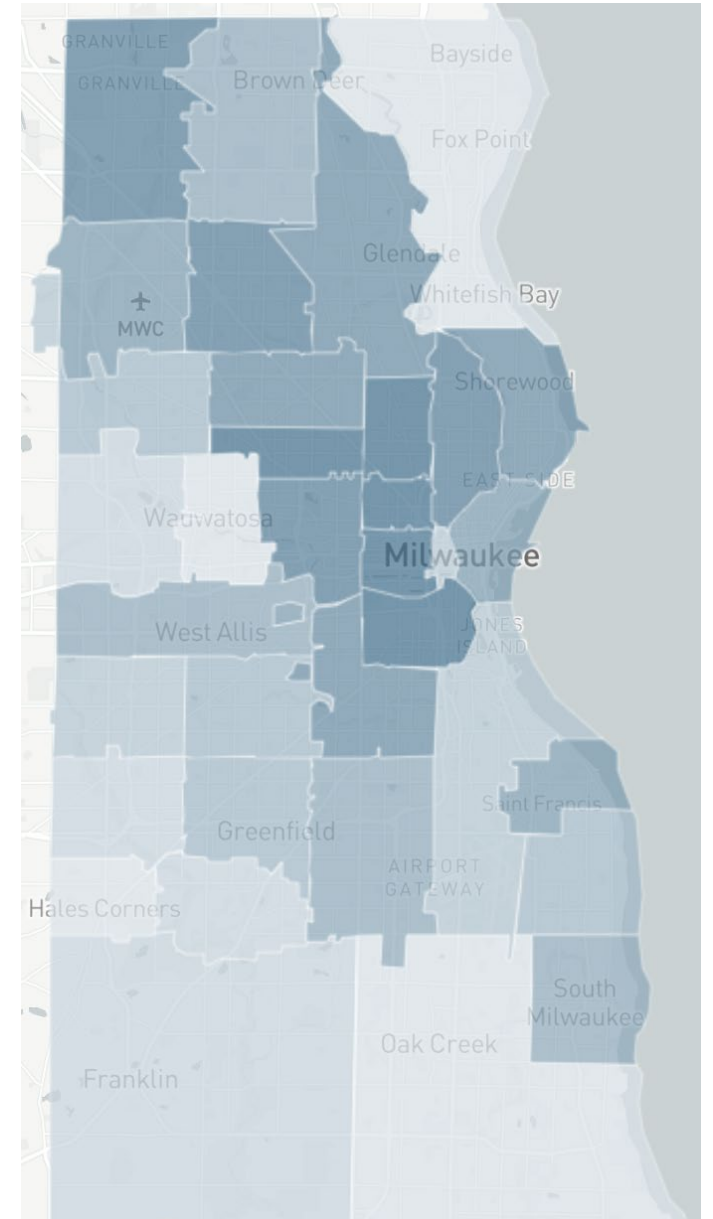 GRANVILLE
Bayside
GRANVILLE
Brown Deer
Fox Point
Glendale
Whitefish Bay
MWC
Shorewood
EAST SIDE
Wauwatosa
Milwaukee
West Allis
JONES
ISLAND
Saint Francis
Greenfield
AIRPORT
GATEWAY
Hales Corners
South
Milwaukee
Oak Creek
Franklin